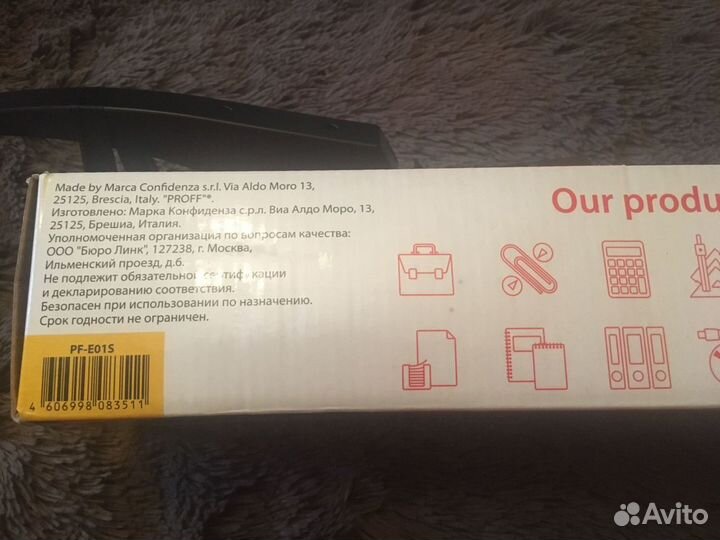 Made by Marca Confidenza s.r.l. Via Aldo Moro 13,
25125, Brescia, Italy. "PROFF"®.
Изготовлено: Марка Конфиденза с.р.л. Виа Алдо Моро, 13,
25125, Брешиа, Италия.
Уполномоченная организация по вопросам качества:
ООО "Бюро Линк", 127238, г. Москва,
Ильменский проезд, д.6.
Не подлежит обязательной сертификации
и декларированию соответствия.
Безопасен при использовании по назначению.
Срок годности не ограничен.
PF-E01S
4 606998 083511
Our produ
Avito